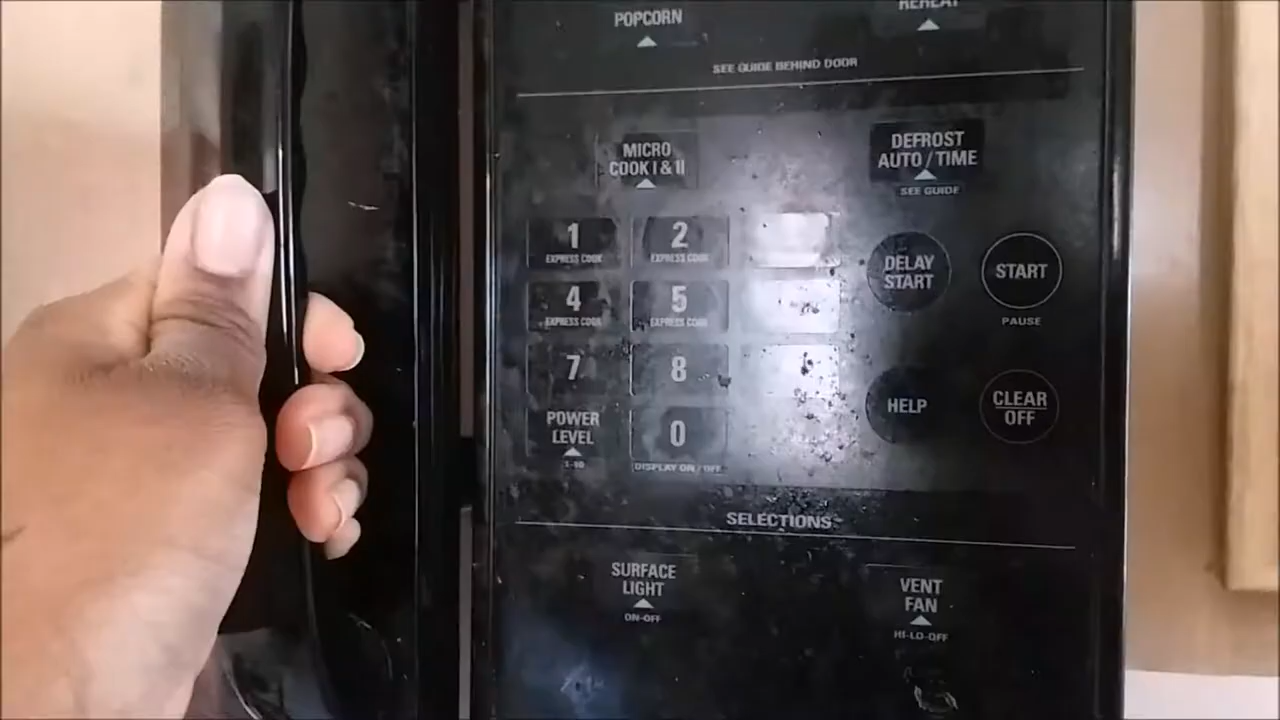 POPCORN
REHEAT
SEE GUIDE BEHIND DOOR
MICRO
COOK I & II
DEFROST
AUTO / TIME
SEE GUIDE
1
EXPRESS COOK
2
EXPRESS COOK
4
EXPRESS COOK
5
EXPRESS COOK
DELAY
START
START
PAUSE
7
8
POWER
LEVEL
1-10
0
DISPLAY ON / OFF
HELP
CLEAR
OFF
SELECTIONS
SURFACE
LIGHT
ON-OFF
VENT
FAN
HI-LO-OFF